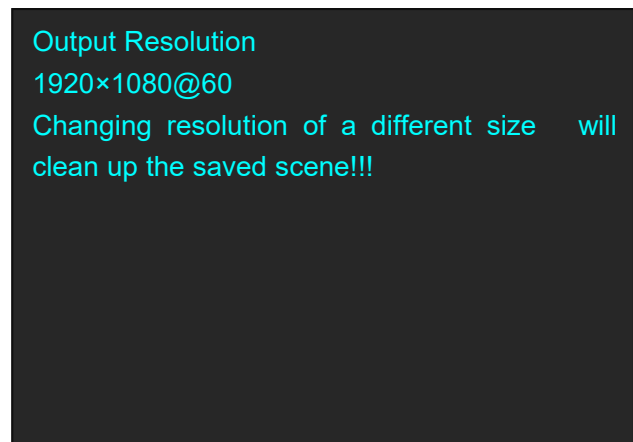 Output Resolution
1920×1080@60
Changing resolution of a different size will
clean up the saved scene!!!